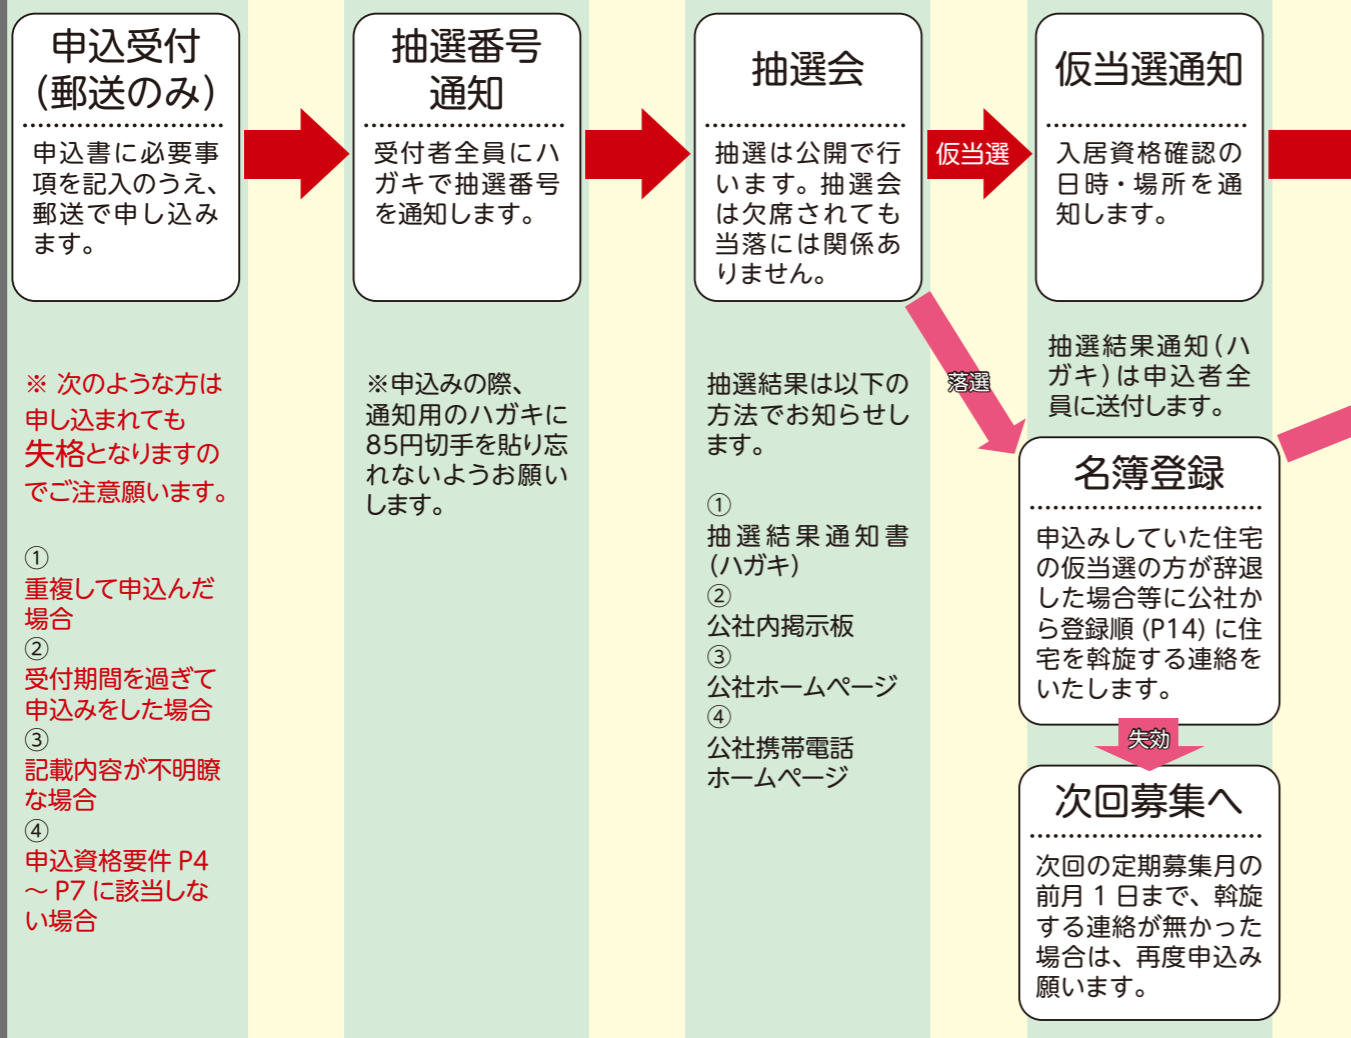 申込受付
(郵送のみ)
申込書に必要事
項を記入のうえ、
郵送で申し込み
ます。
※ 次のような方は
申し込まれても
失格となりますの
でご注意願います。
①
重複して申込んだ
場合
②
受付期間を過ぎて
申込みをした場合
③
記載内容が不明瞭
な場合
④
申込資格要件 P4
～ P7 に該当しな
い場合
抽選番号
通知
受付者全員にハ
ガキで抽選番号
を通知します。
※申込みの際、
通知用のハガキに
85円切手を貼り忘
れないようお願い
します。
抽選会
抽選は公開で行
います。抽選会
は欠席されても
当落には関係あ
りません。
抽選結果は以下の
方法でお知らせし
ます。
①
抽選結果通知書
(ハガキ)
②
公社内掲示板
③
公社ホームページ
④
公社携帯電話
ホームページ
仮当選
落選
仮当選通知
入居資格確認の
日時・場所を通
知します。
抽選結果通知(ハ
ガキ)は申込者全
員に送付します。
名簿登録
申込みしていた住宅
の仮当選の方が辞退
した場合等に公社か
ら登録順 (P14) に住
宅を斡旋する連絡を
いたします。
失効
次回募集へ
次回の定期募集月の
前月 1 日まで、斡旋
する連絡が無かった
場合は、再度申込み
願います。